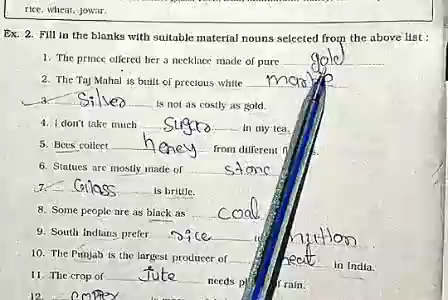 rice, wheat, jowar.
Ex. 2. Fill in the blanks with suitable material nouns selected from the above list :
1. The prince offered her a necklace made of pure gold
2. The Taj Mahal is built of precious white
3. Silver is not as costly as gold.
4. I don't take much Sugar in my tea.
5. Bees collect honey from different
6. Statues are mostly made of stone
7. Glass is brittle.
8. Some people are as black as coal
9. South Indians prefer rice
10. The Punjab is the largest producer of in India.
11. The crop of Jute needs rain.
12.